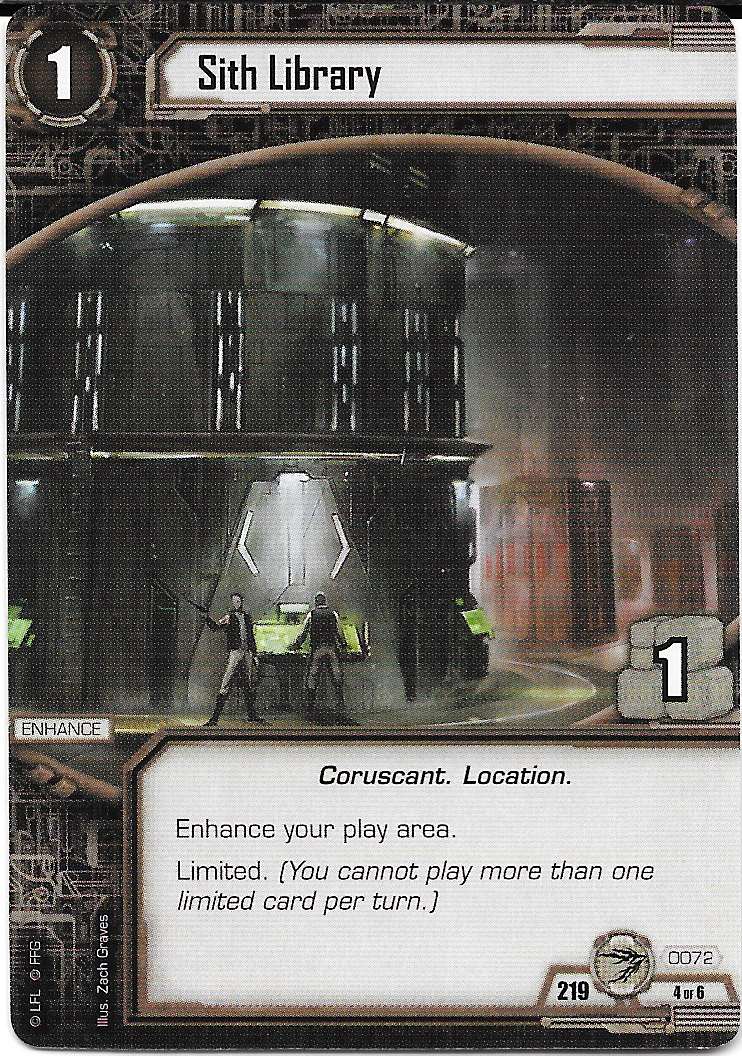 1
Sith Library
1
ENHANCE
Coruscant. Location.
Enhance your play area.
Limited. (You cannot play more than one
limited card per turn.)
0072
219
4 OF 6
© LFL © FFG
Illus. Zach Graves